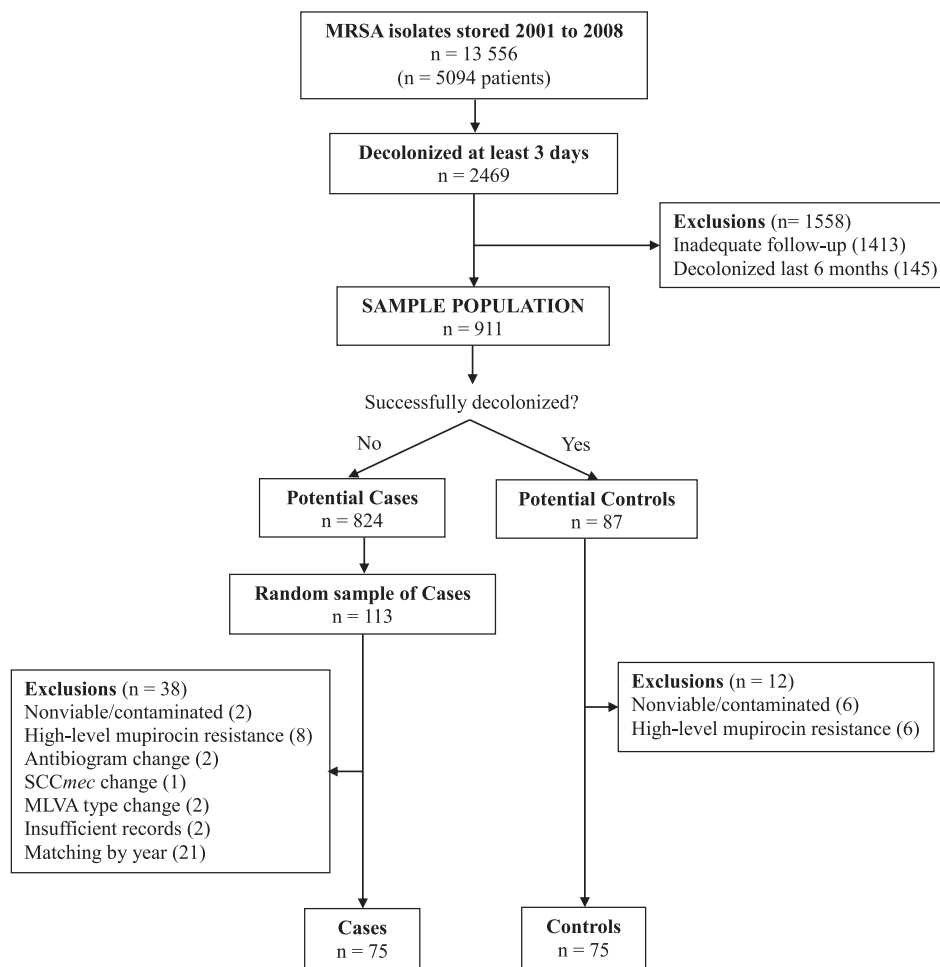 MRSA isolates stored 2001 to 2008
n = 13 556
(n = 5094 patients)
Decolonized at least 3 days
n = 2469
Exclusions (n= 1558)
Inadequate follow-up (1413)
Decolonized last 6 months (145)
SAMPLE POPULATION
n = 911
Successfully decolonized?
No
Yes
Potential Cases
n = 824
Potential Controls
n = 87
Random sample of Cases
n = 113
Exclusions (n = 38)
Nonviable/contaminated (2)
High-level mupirocin resistance (8)
Antibiogram change (2)
SCCmec change (1)
MLVA type change (2)
Insufficient records (2)
Matching by year (21)
Exclusions (n = 12)
Nonviable/contaminated (6)
High-level mupirocin resistance (6)
Cases
n = 75
Controls
n = 75